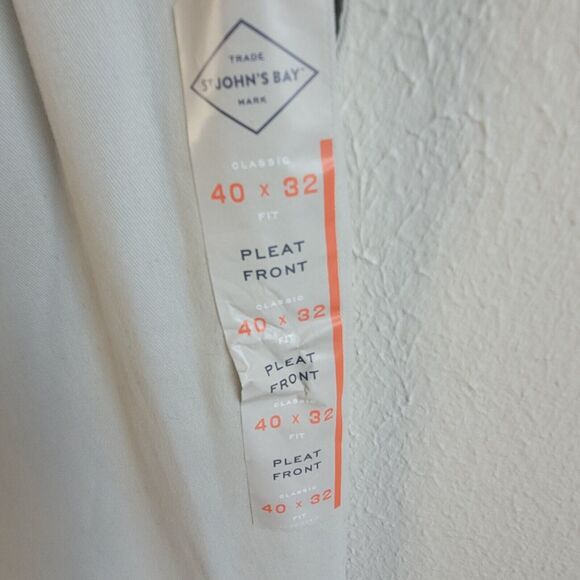 TRADE
ST JOHN'S BAY
MARK
CLASSIC
40 x 32
FIT
PLEAT
FRONT
CLASSIC
40 x 32
FIT
PLEAT
FRONT
CLASSIC
40 x 32
FIT
PLEAT
FRONT
CLASSIC
40 x 32
FIT